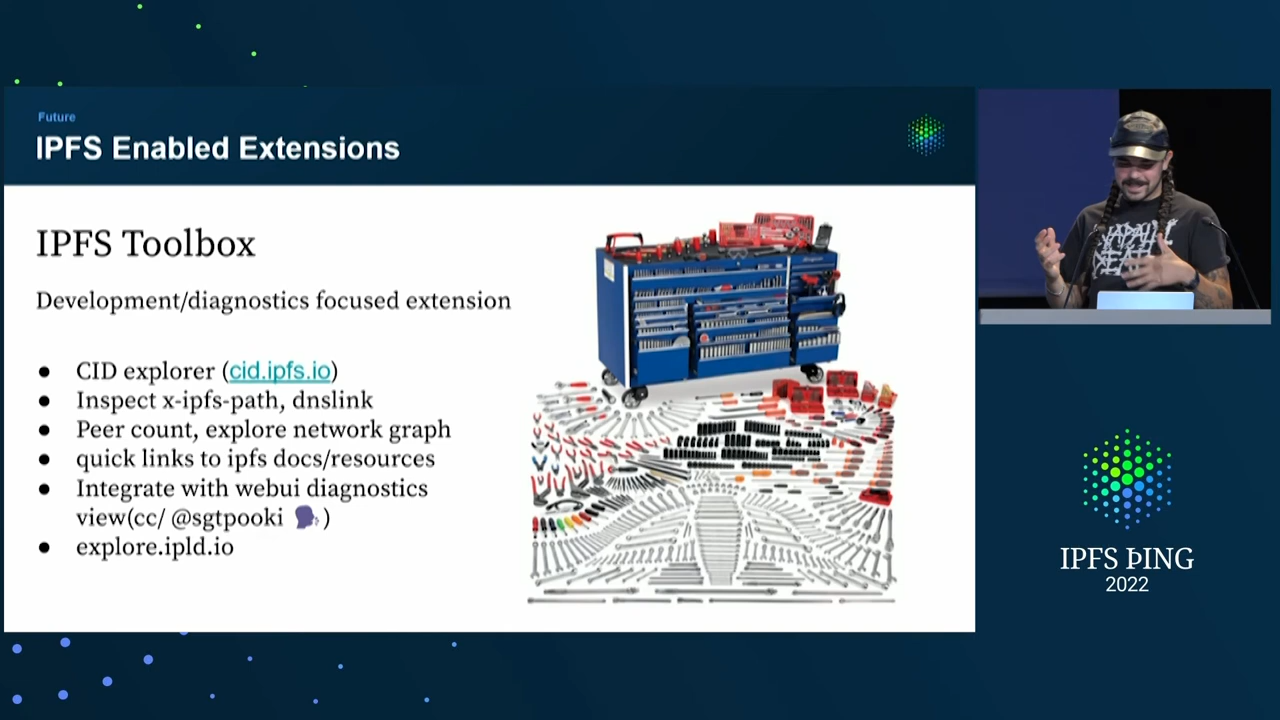 Future
IPFS Enabled Extensions
IPFS Toolbox
Development/diagnostics focused extension
● CID explorer (cid.ipfs.io)
● Inspect x-ipfs-path, dnslink
● Peer count, explore network graph
● quick links to ipfs docs/resources
● Integrate with webui diagnostics
view(cc/ @sgtpooki 🗣)
● explore.ipld.io
NAPALM
DEATH
IPFS ÞING
2022